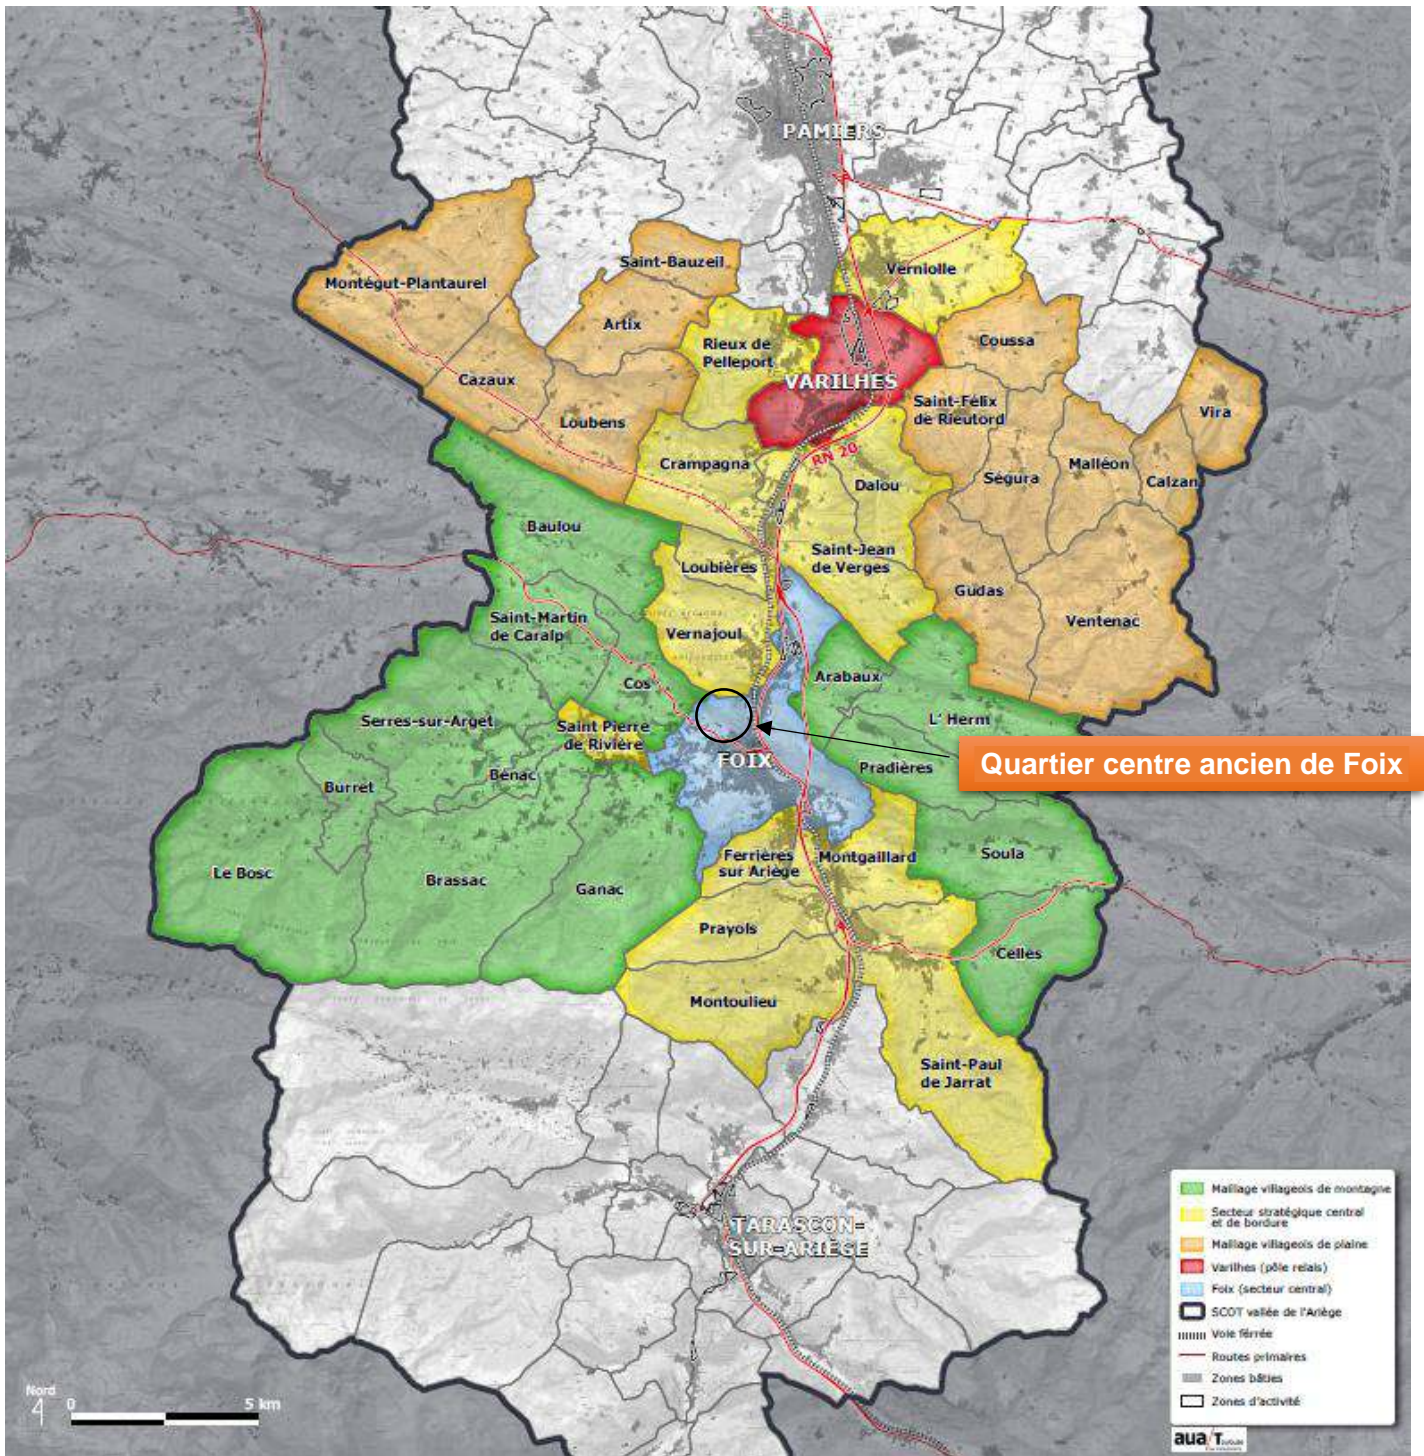 PAMIERS
Verniolle
Saint-Bauzeil
Montégut-Plantaurel
Artix
Rieux de
Pelleport
Coussa
Cazaux
VARILHES
Saint-Félix
de Rieutord
Vira
Loubens
RN 20
Crampagna
Malléon
Ségura
Calzan
Dalou
Baulou
Loubières
Saint-Jean
de Verges
Gudas
Ventenac
Saint-Martin
de Caralp
Vernajoul
Arabaux
Cos
L' Herm
Serres-sur-Arget
Saint Pierre
de Rivière
FOIX
Pradières
Quartier centre ancien de Foix
Bénac
Burret
Ferrières
sur Ariège
Montgaillard
Soula
Le Bosc
Brassac
Ganac
Prayols
Celles
Montoulieu
Saint-Paul
de Jarrat
TARASCON-
SUR-ARIÈGE
Maillage villageois de montagne
Secteur stratégique central
et de bordure
Maillage villageois de plaine
Varilhes (pôle relais)
Foix (secteur central)
SCOT vallée de l'Ariège
Voie férrée
Routes primaires
Zones bâties
Zones d'activité
Nord
0 5 km
aua/T